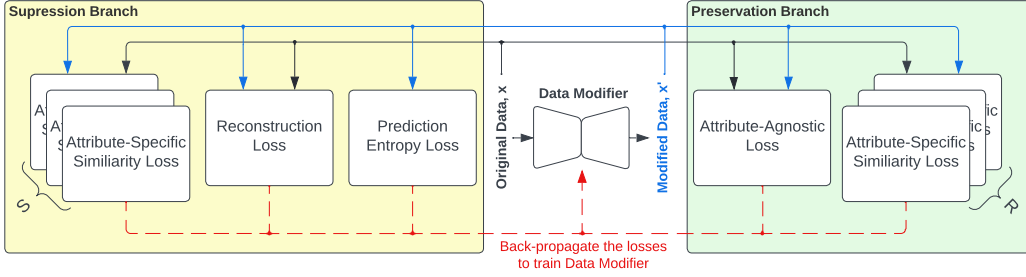 Supression Branch
Preservation Branch
Attribute-Specific
Similiarity Loss
S
Reconstruction
Loss
Prediction
Entropy Loss
Original Data, x
Data Modifier
Modified Data, x'
Attribute-Agnostic
Loss
Attribute-Specific
Similiarity Loss
R
Back-propagate the losses
to train Data Modifier